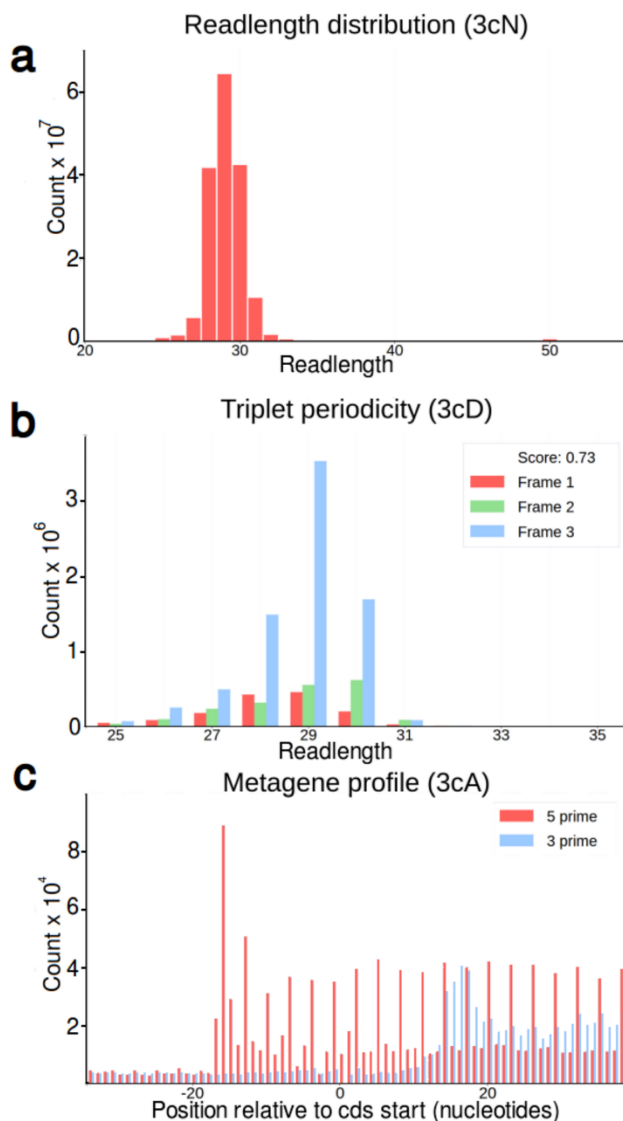 a
Readlength distribution (3cN)
Count x 10^7
6
4
2
0
20 30 40 50
Readlength
b
Triplet periodicity (3cD)
Score: 0.73
Frame 1
Frame 2
Frame 3
Count x 10^6
3
2
1
0
25 27 29 31 33 35
Readlength
c
Metagene profile (3cA)
5 prime
3 prime
Count x 10^4
8
6
4
2
-20 0 20
Position relative to cds start (nucleotides)